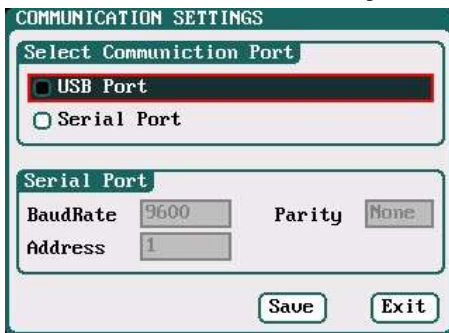 COMMUNICATION SETTINGS
Select Communiction Port
USB Port
Serial Port
Serial Port
BaudRate 9600 Parity None
Address 1
Save Exit